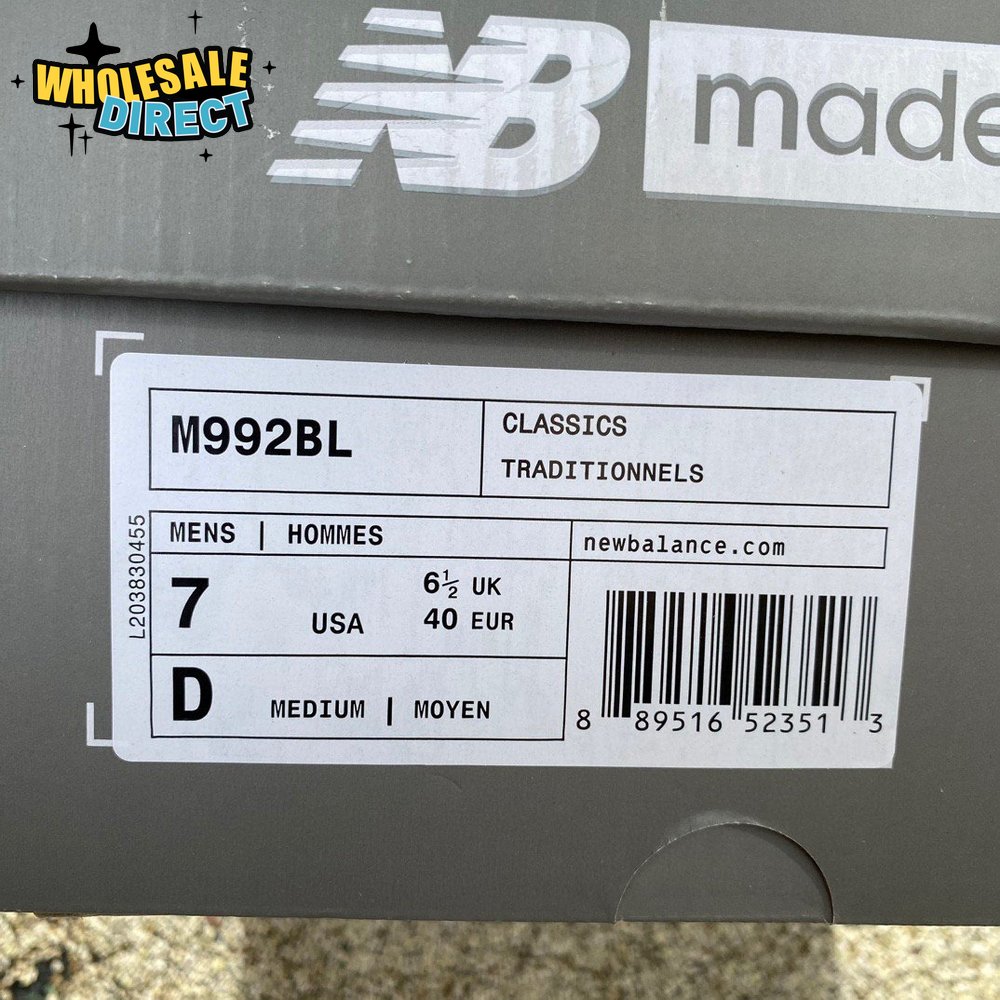 WHOLESALE
DIRECT
NB
made
M992BL
CLASSICS
TRADITIONNELS
L203830455
MENS | HOMMES
newbalance.com
7 USA
6½ UK
40 EUR
D MEDIUM | MOYEN
8 89516 52351 3